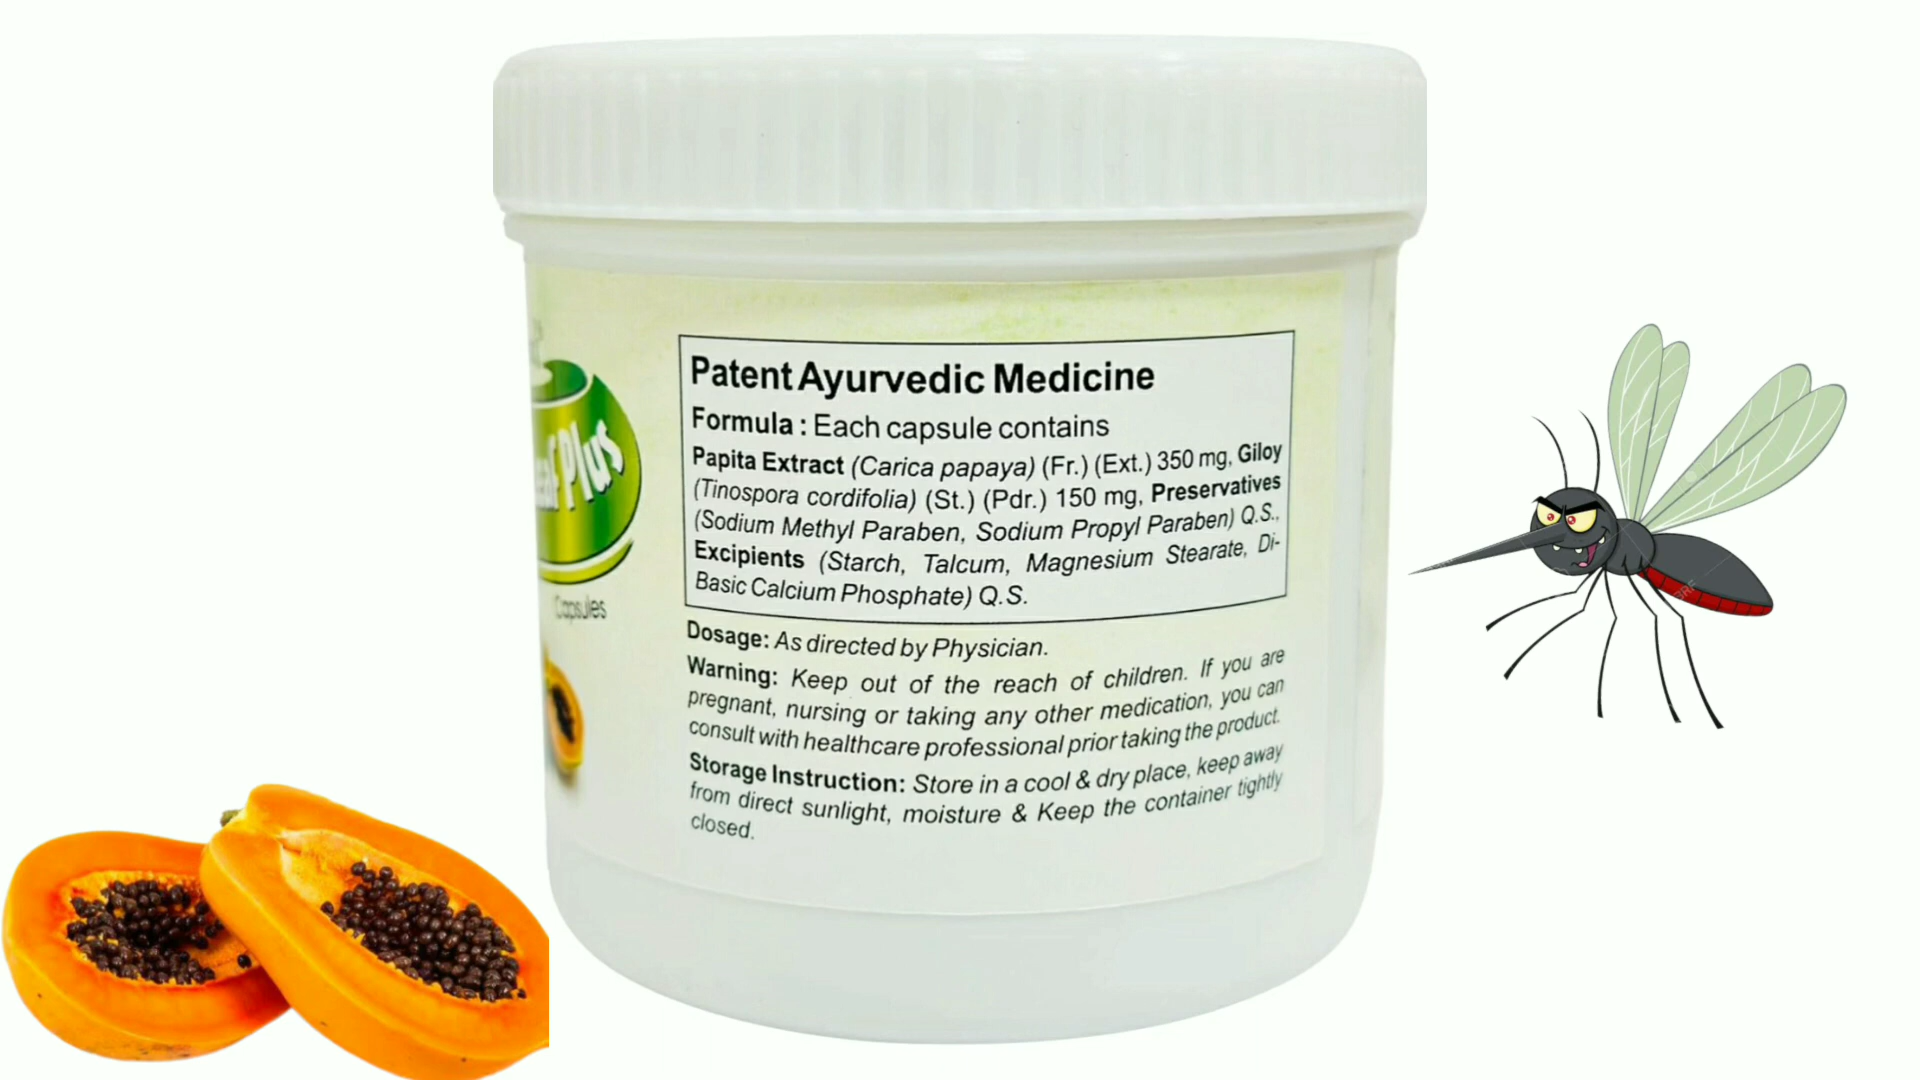 Plus
Capsules
Patent Ayurvedic Medicine
Formula : Each capsule contains
Papita Extract (Carica papaya) (Fr.) (Ext.) 350 mg, Giloy
(Tinospora cordifolia) (St.) (Pdr.) 150 mg, Preservatives
(Sodium Methyl Paraben, Sodium Propyl Paraben) Q.S.,
Excipients (Starch, Talcum, Magnesium Stearate, Di-
Basic Calcium Phosphate) Q.S.
Dosage: As directed by Physician.
Warning: Keep out of the reach of children. If you are
pregnant, nursing or taking any other medication, you can
consult with healthcare professional prior taking the product.
Storage Instruction: Store in a cool & dry place, keep away
from direct sunlight, moisture & Keep the container tightly
closed.